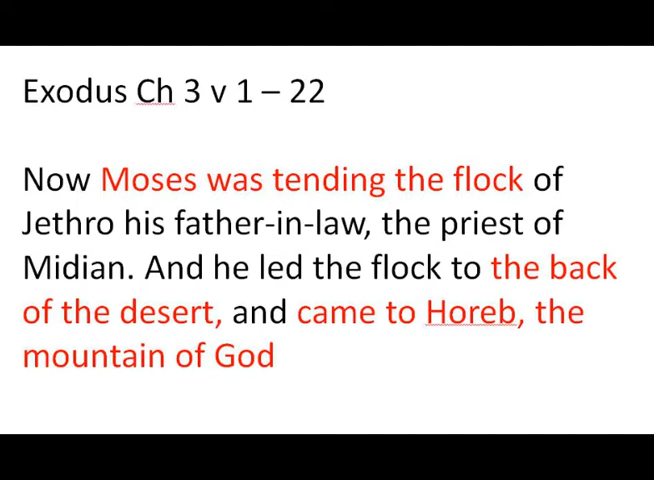 Exodus Ch 3 v 1 – 22
Now Moses was tending the flock of
Jethro his father-in-law, the priest of
Midian. And he led the flock to the back
of the desert, and came to Horeb, the
mountain of God